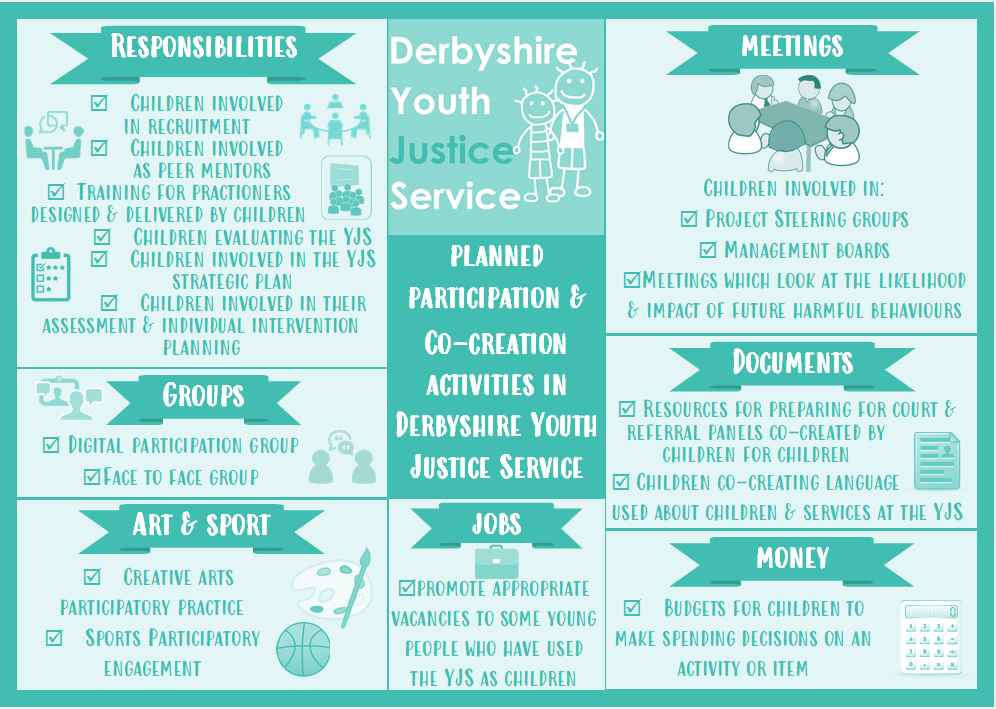 Responsibilities
☑ Children involved
in recruitment
☑ Children involved
as peer mentors
☑ Training for practioners
designed & delivered by children
☑ Children evaluating the YJS
☑ Children involved in the YJS
strategic plan
☑ Children involved in their
assessment & individual intervention
planning
Groups
☑ Digital participation group
☑Face to face group
Art & sport
☑ Creative arts
participatory practice
☑ Sports Participatory
engagement
Derbyshire
Youth
Justice
Service
planned
participation &
Co-creation
activities in
Derbyshire Youth
Justice Service
jobs
☑promote appropriate
vacancies to some young
people who have used
the YJS as children
meetings
Children involved in:
☑ Project Steering groups
☑ Management boards
☑Meetings which look at the likelihood
& impact of future harmful behaviours
Documents
☑ Resources for preparing for court &
referral panels co-created by
children for children
☑ Children co-creating language
used about children & services at the YJS
money
☑ Budgets for children to
make spending decisions on an
activity or item